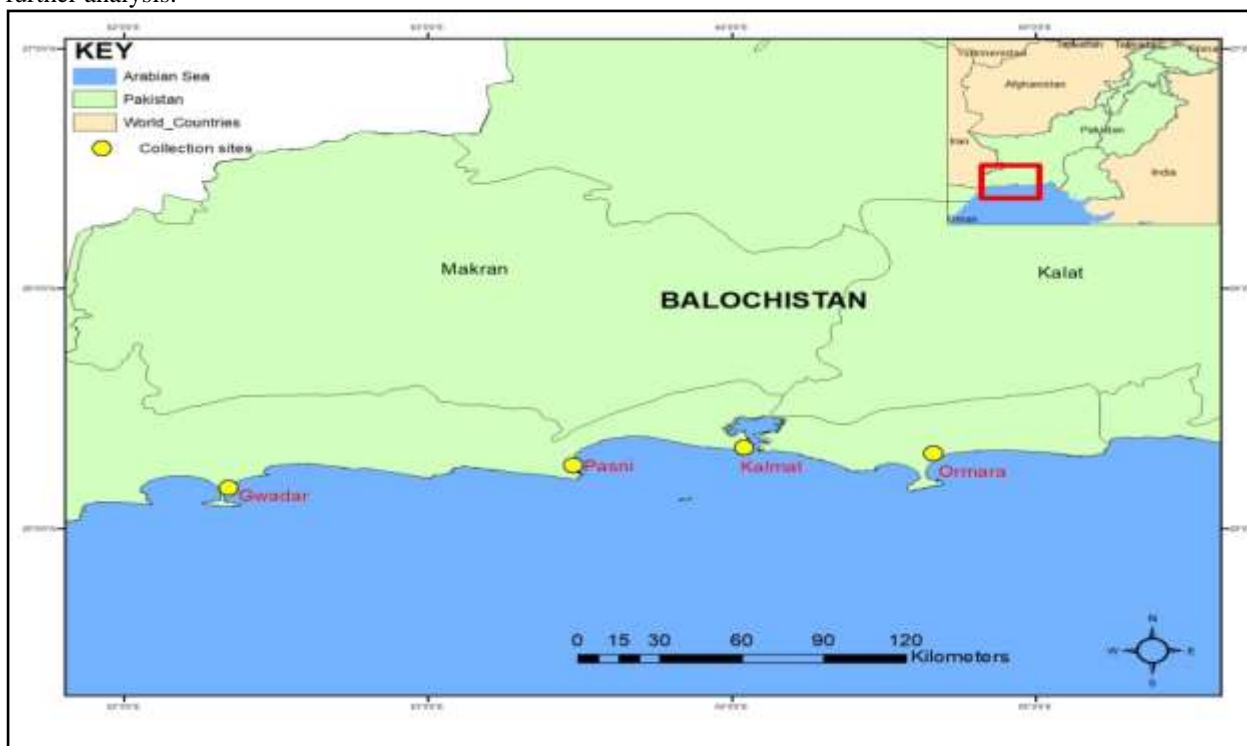 further analysis.
KEY
Arabian Sea
Pakistan
World_Countries
Collection sites
Afghanistan
Pakistan
Iran
India
Makran
Kalat
BALOCHISTAN
Gwadar
Pasni
Kalmat
Ormara
0 15 30 60 90 120
Kilometers
N
W E
S